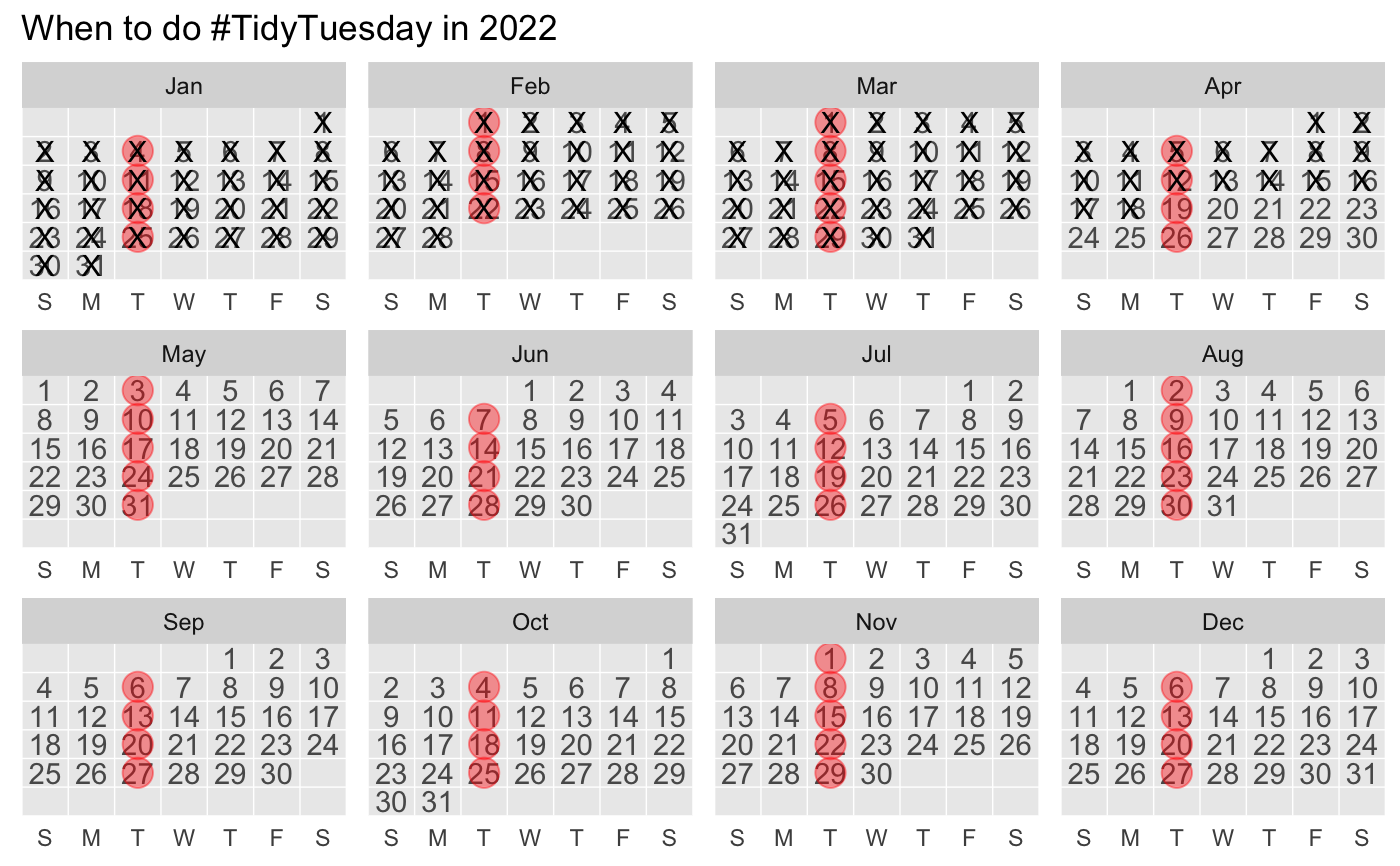 When to do #TidyTuesday in 2022
Jan
1
2 3 4 5 6 7 8
9 10 11 12 13 14 15
16 17 18 19 20 21 22
23 24 25 26 27 28 29
30 31
S M T W T F S
Feb
1 2 3 4 5
6 7 8 9 10 11 12
13 14 15 16 17 18 19
20 21 22 23 24 25 26
27 28
S M T W T F S
Mar
1 2 3 4 5
6 7 8 9 10 11 12
13 14 15 16 17 18 19
20 21 22 23 24 25 26
27 28 29 30 31
S M T W T F S
Apr
1 2
3 4 5 6 7 8 9
10 11 12 13 14 15 16
17 18 19 20 21 22 23
24 25 26 27 28 29 30
S M T W T F S
May
1 2 3 4 5 6 7
8 9 10 11 12 13 14
15 16 17 18 19 20 21
22 23 24 25 26 27 28
29 30 31
S M T W T F S
Jun
1 2 3 4
5 6 7 8 9 10 11
12 13 14 15 16 17 18
19 20 21 22 23 24 25
26 27 28 29 30
S M T W T F S
Jul
1 2
3 4 5 6 7 8 9
10 11 12 13 14 15 16
17 18 19 20 21 22 23
24 25 26 27 28 29 30
31
S M T W T F S
Aug
1 2 3 4 5 6
7 8 9 10 11 12 13
14 15 16 17 18 19 20
21 22 23 24 25 26 27
28 29 30 31
S M T W T F S
Sep
1 2 3
4 5 6 7 8 9 10
11 12 13 14 15 16 17
18 19 20 21 22 23 24
25 26 27 28 29 30
S M T W T F S
Oct
1
2 3 4 5 6 7 8
9 10 11 12 13 14 15
16 17 18 19 20 21 22
23 24 25 26 27 28 29
30 31
S M T W T F S
Nov
1 2 3 4 5
6 7 8 9 10 11 12
13 14 15 16 17 18 19
20 21 22 23 24 25 26
27 28 29 30
S M T W T F S
Dec
1 2 3
4 5 6 7 8 9 10
11 12 13 14 15 16 17
18 19 20 21 22 23 24
25 26 27 28 29 30 31
S M T W T F S